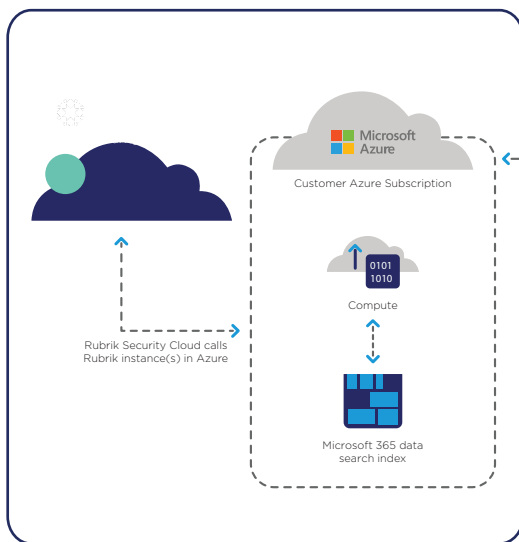 Microsoft
Azure
Customer Azure Subscription
0101
1010
Compute
Rubrik Security Cloud calls
Rubrik instance(s) in Azure
Microsoft 365 data
search index